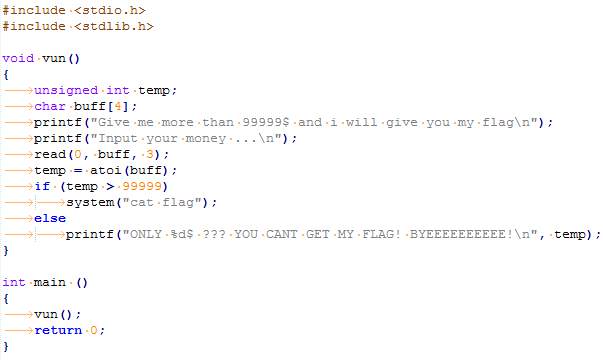 #include <stdio.h>
#include <stdlib.h>
void vun()
{
unsigned int temp;
char buff[4];
printf("Give me more than 99999$ and i will give you my flag\n");
printf("Input your money ...\n");
read(0, buff, 3);
temp = atoi(buff);
if (temp > 99999)
system("cat flag");
else
printf("ONLY %d$ ??? YOU CANT GET MY FLAG! BYEEEEEEEEEE!\n", temp);
}
int main ()
{
vun();
return 0;
}